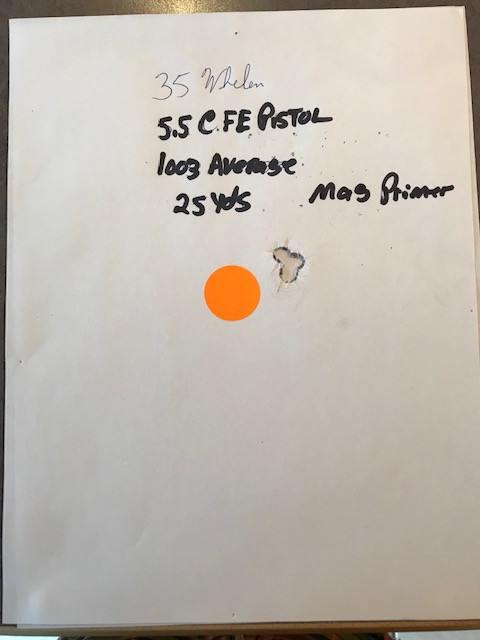 35 Whelen
5.5 C.FE PISTOL
1003 Average
25 Yds Mag Primer